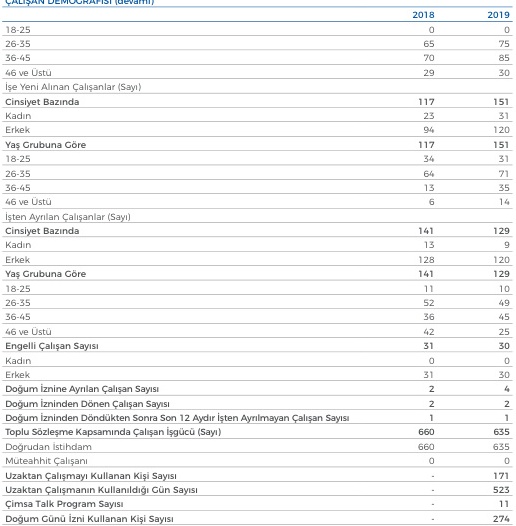 ÇALIŞAN DEMOGRAFİSİ (devamı)
2018 2019
18-25 0 0
26-35 65 75
36-45 70 85
46 ve Üstü 29 30
İşe Yeni Alınan Çalışanlar (Sayı)
Cinsiyet Bazında 117 151
Kadın 23 31
Erkek 94 120
Yaş Grubuna Göre 117 151
18-25 34 31
26-35 64 71
36-45 13 35
46 ve Üstü 6 14
İşten Ayrılan Çalışanlar (Sayı)
Cinsiyet Bazında 141 129
Kadın 13 9
Erkek 128 120
Yaş Grubuna Göre 141 129
18-25 11 10
26-35 52 49
36-45 36 45
46 ve Üstü 42 25
Engelli Çalışan Sayısı 31 30
Kadın 0 0
Erkek 31 30
Doğum İznine Ayrılan Çalışan Sayısı 2 4
Doğum İzninden Dönen Çalışan Sayısı 2 2
Doğum İzninden Döndükten Sonra Son 12 Aydır İşten Ayrılmayan Çalışan Sayısı 1 1
Toplu Sözleşme Kapsamında Çalışan İşgücü (Sayı) 660 635
Doğrudan İstihdam 660 635
Müteahhit Çalışanı 0 0
Uzaktan Çalışmayı Kullanan Kişi Sayısı - 171
Uzaktan Çalışmanın Kullanıldığı Gün Sayısı - 523
Çimsa Talk Program Sayısı - 11
Doğum Günü İzni Kullanan Kişi Sayısı - 274